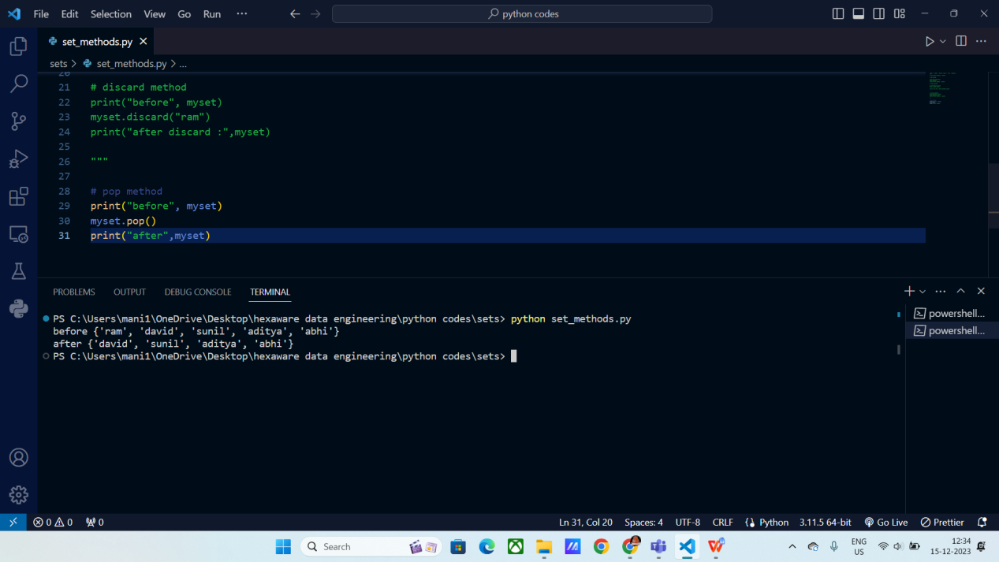 File Edit Selection View Go Run ··· python codes
set_methods.py
sets > set_methods.py > ...
20
21 # discard method
22 print("before", myset)
23 myset.discard("ram")
24 print("after discard :",myset)
25
26 """
27
28 # pop method
29 print("before", myset)
30 myset.pop()
31 print("after",myset)
PROBLEMS OUTPUT DEBUG CONSOLE TERMINAL
PS C:\Users\mani1\OneDrive\Desktop\hexaware data engineering\python codes\sets> python set_methods.py
before {'ram', 'david', 'sunil', 'aditya', 'abhi'}
after {'david', 'sunil', 'aditya', 'abhi'}
PS C:\Users\mani1\OneDrive\Desktop\hexaware data engineering\python codes\sets>
powershell...
powershell...
0 0 0 Ln 31, Col 20 Spaces: 4 UTF-8 CRLF Python 3.11.5 64-bit Go Live Prettier
Search
ENG
US
12:34
15-12-2023